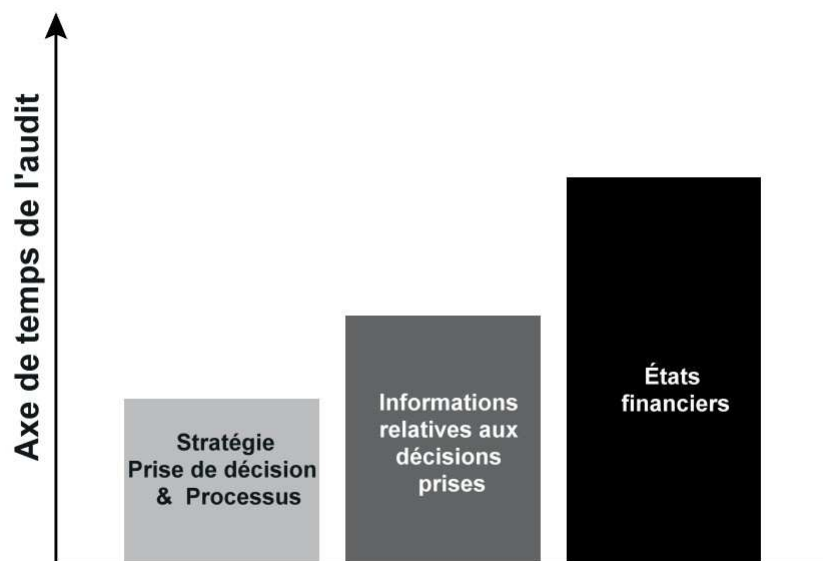 Axe de temps de l'audit
Stratégie
Prise de décision
& Processus
Informations
relatives aux
décisions
prises
États
financiers